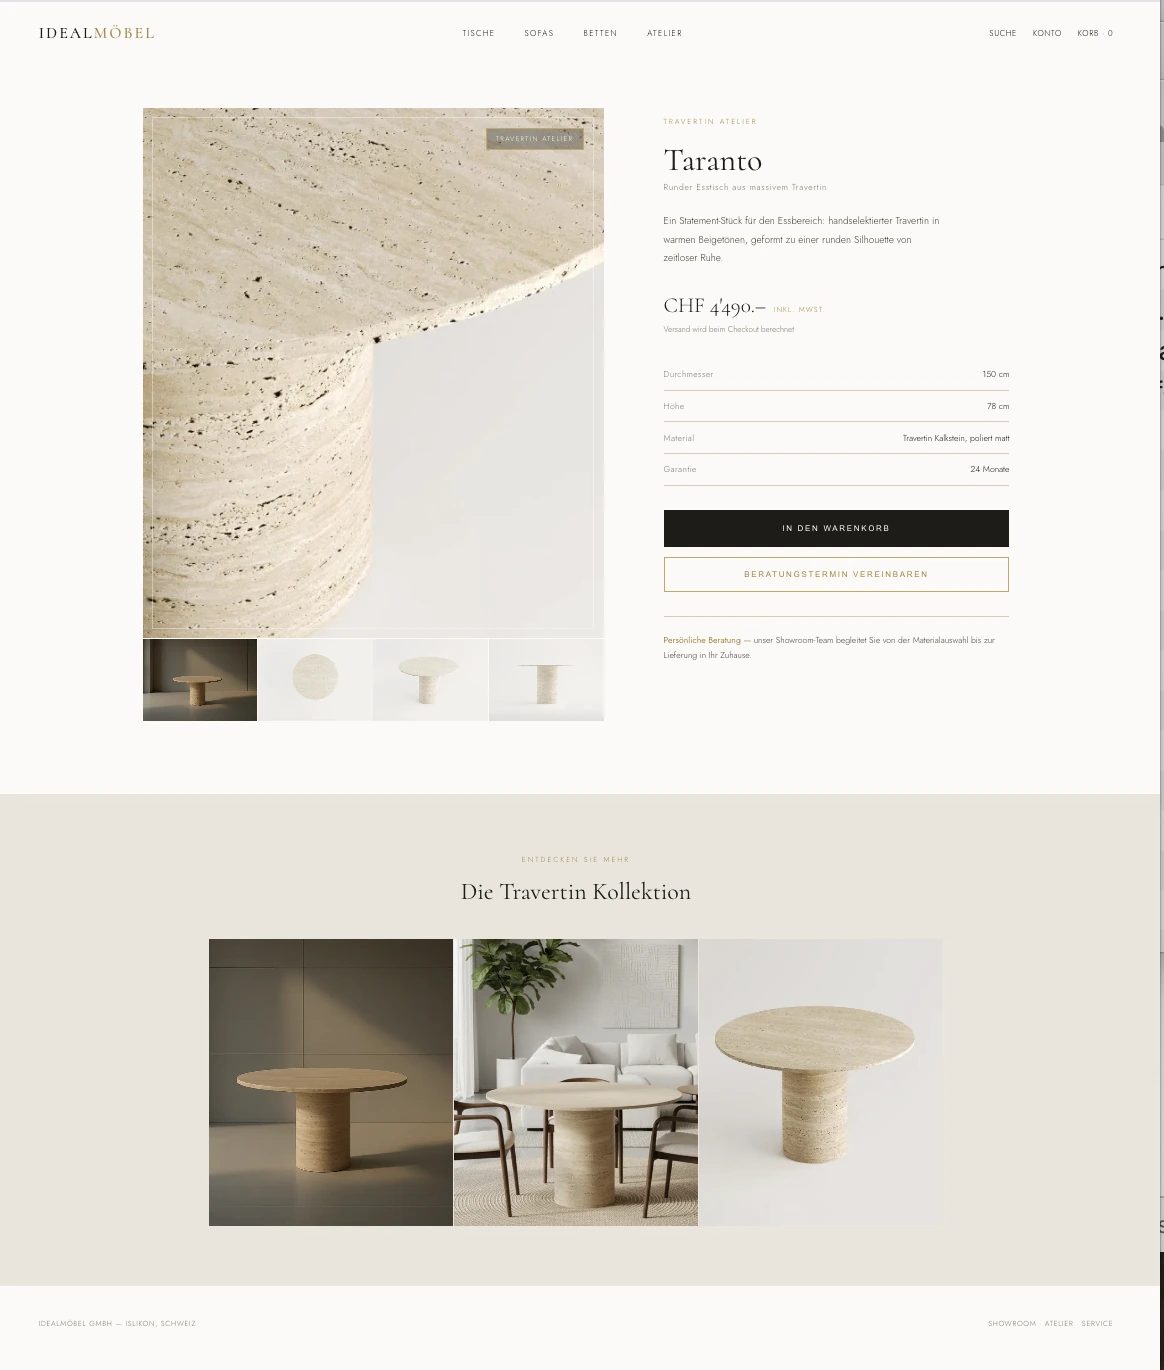 IDEALMÖBEL
TISCHE SOFAS BETTEN ATELIER
SUCHE KONTO KORB · 0
TRAVERTIN ATELIER
TRAVERTIN ATELIER
Taranto
Runder Esstisch aus massivem Travertin
Ein Statement-Stück für den Essbereich: handselektierter Travertin in
warmen Beigetönen, geformt zu einer runden Silhouette von
zeitloser Ruhe.
CHF 4'490.– INKL. MWST.
Versand wird beim Checkout berechnet
Durchmesser 150 cm
Höhe 78 cm
Material Travertin Kalkstein, poliert matt
Garantie 24 Monate
IN DEN WARENKORB
BERATUNGSTERMIN VEREINBAREN
Persönliche Beratung — unser Showroom-Team begleitet Sie von der Materialauswahl bis zur
Lieferung in Ihr Zuhause.
ENTDECKEN SIE MEHR
Die Travertin Kollektion
IDEALMÖBEL GMBH — ISLIKON, SCHWEIZ
SHOWROOM · ATELIER · SERVICE